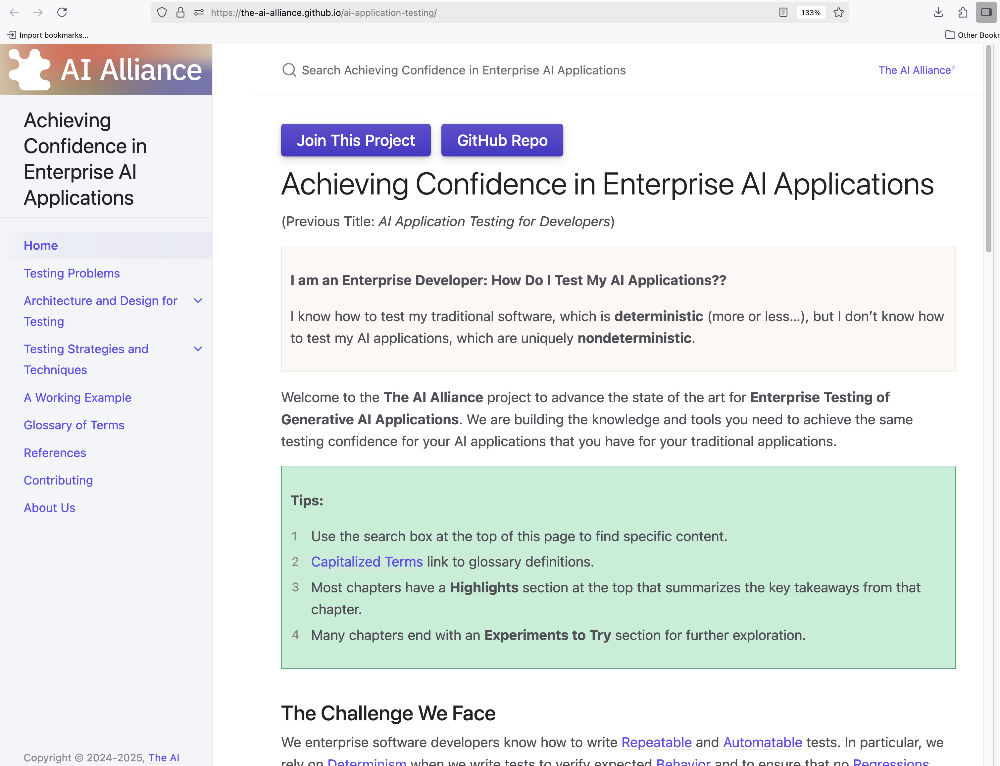 https://the-ai-alliance.github.io/ai-application-testing/
133%
Import bookmarks...
Other Bookr
AI Alliance
Achieving
Confidence in
Enterprise AI
Applications
Home
Testing Problems
Architecture and Design for
Testing
Testing Strategies and
Techniques
A Working Example
Glossary of Terms
References
Contributing
About Us
Copyright © 2024-2025, The AI
Search Achieving Confidence in Enterprise AI Applications
The AI Alliance
Join This Project
GitHub Repo
Achieving Confidence in Enterprise AI Applications
(Previous Title: AI Application Testing for Developers)
I am an Enterprise Developer: How Do I Test My AI Applications??
I know how to test my traditional software, which is deterministic (more or less...), but I don’t know how
to test my AI applications, which are uniquely nondeterministic.
Welcome to the The AI Alliance project to advance the state of the art for Enterprise Testing of
Generative AI Applications. We are building the knowledge and tools you need to achieve the same
testing confidence for your AI applications that you have for your traditional applications.
Tips:
1 Use the search box at the top of this page to find specific content.
2 Capitalized Terms link to glossary definitions.
3 Most chapters have a Highlights section at the top that summarizes the key takeaways from that
chapter.
4 Many chapters end with an Experiments to Try section for further exploration.
The Challenge We Face
We enterprise software developers know how to write Repeatable and Automatable tests. In particular, we
rely on Determinism when we write tests to verify expected Behavior and to ensure that no Regressions